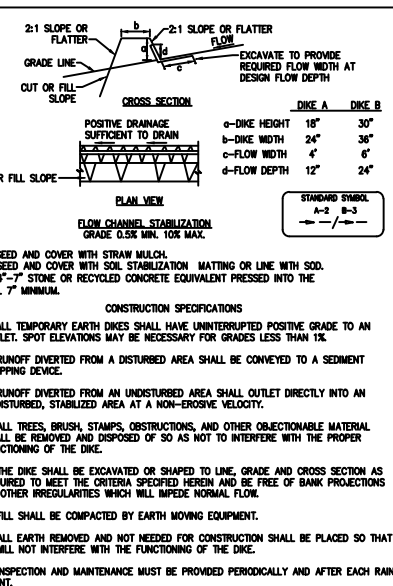 2:1 SLOPE OR FLATTER
b
2:1 SLOPE OR FLATTER
FLOW
GRADE LINE
a
d
c
EXCAVATE TO PROVIDE
REQUIRED FLOW WIDTH AT
DESIGN FLOW DEPTH
CUT OR FILL
SLOPE
CROSS SECTION
DIKE A DIKE B
a-DIKE HEIGHT 18" 30"
b-DIKE WIDTH 24" 36"
c-FLOW WIDTH 4' 6'
d-FLOW DEPTH 12" 24"
POSITIVE DRAINAGE
SUFFICIENT TO DRAIN
R FILL SLOPE
PLAN VIEW
STANDARD SYMBOL
A-2 B-3
FLOW CHANNEL STABILIZATION
GRADE 0.5% MIN. 10% MAX.
SEED AND COVER WITH STRAW MULCH.
SEED AND COVER WITH SOIL STABILIZATION MATTING OR LINE WITH SOD.
-7" STONE OR RECYCLED CONCRETE EQUIVALENT PRESSED INTO THE
7" MINIMUM.
CONSTRUCTION SPECIFICATIONS
ALL TEMPORARY EARTH DIKES SHALL HAVE UNINTERRUPTED POSITIVE GRADE TO AN
LET. SPOT ELEVATIONS MAY BE NECESSARY FOR GRADES LESS THAN 1%.
RUNOFF DIVERTED FROM A DISTURBED AREA SHALL BE CONVEYED TO A SEDIMENT
PPING DEVICE.
RUNOFF DIVERTED FROM AN UNDISTURBED AREA SHALL OUTLET DIRECTLY INTO AN
DISTURBED, STABILIZED AREA AT A NON-EROSIVE VELOCITY.
ALL TREES, BRUSH, STAMPS, OBSTRUCTIONS, AND OTHER OBJECTIONABLE MATERIAL
LL BE REMOVED AND DISPOSED OF SO AS NOT TO INTERFERE WITH THE PROPER
CTIONING OF THE DIKE.
THE DIKE SHALL BE EXCAVATED OR SHAPED TO LINE, GRADE AND CROSS SECTION AS
UIRED TO MEET THE CRITERIA SPECIFIED HEREIN AND BE FREE OF BANK PROJECTIONS
OTHER IRREGULARITIES WHICH WILL IMPEDE NORMAL FLOW.
FILL SHALL BE COMPACTED BY EARTH MOVING EQUIPMENT.
ALL EARTH REMOVED AND NOT NEEDED FOR CONSTRUCTION SHALL BE PLACED SO THAT
WILL NOT INTERFERE WITH THE FUNCTIONING OF THE DIKE.
INSPECTION AND MAINTENANCE MUST BE PROVIDED PERIODICALLY AND AFTER EACH RAIN
ENT.